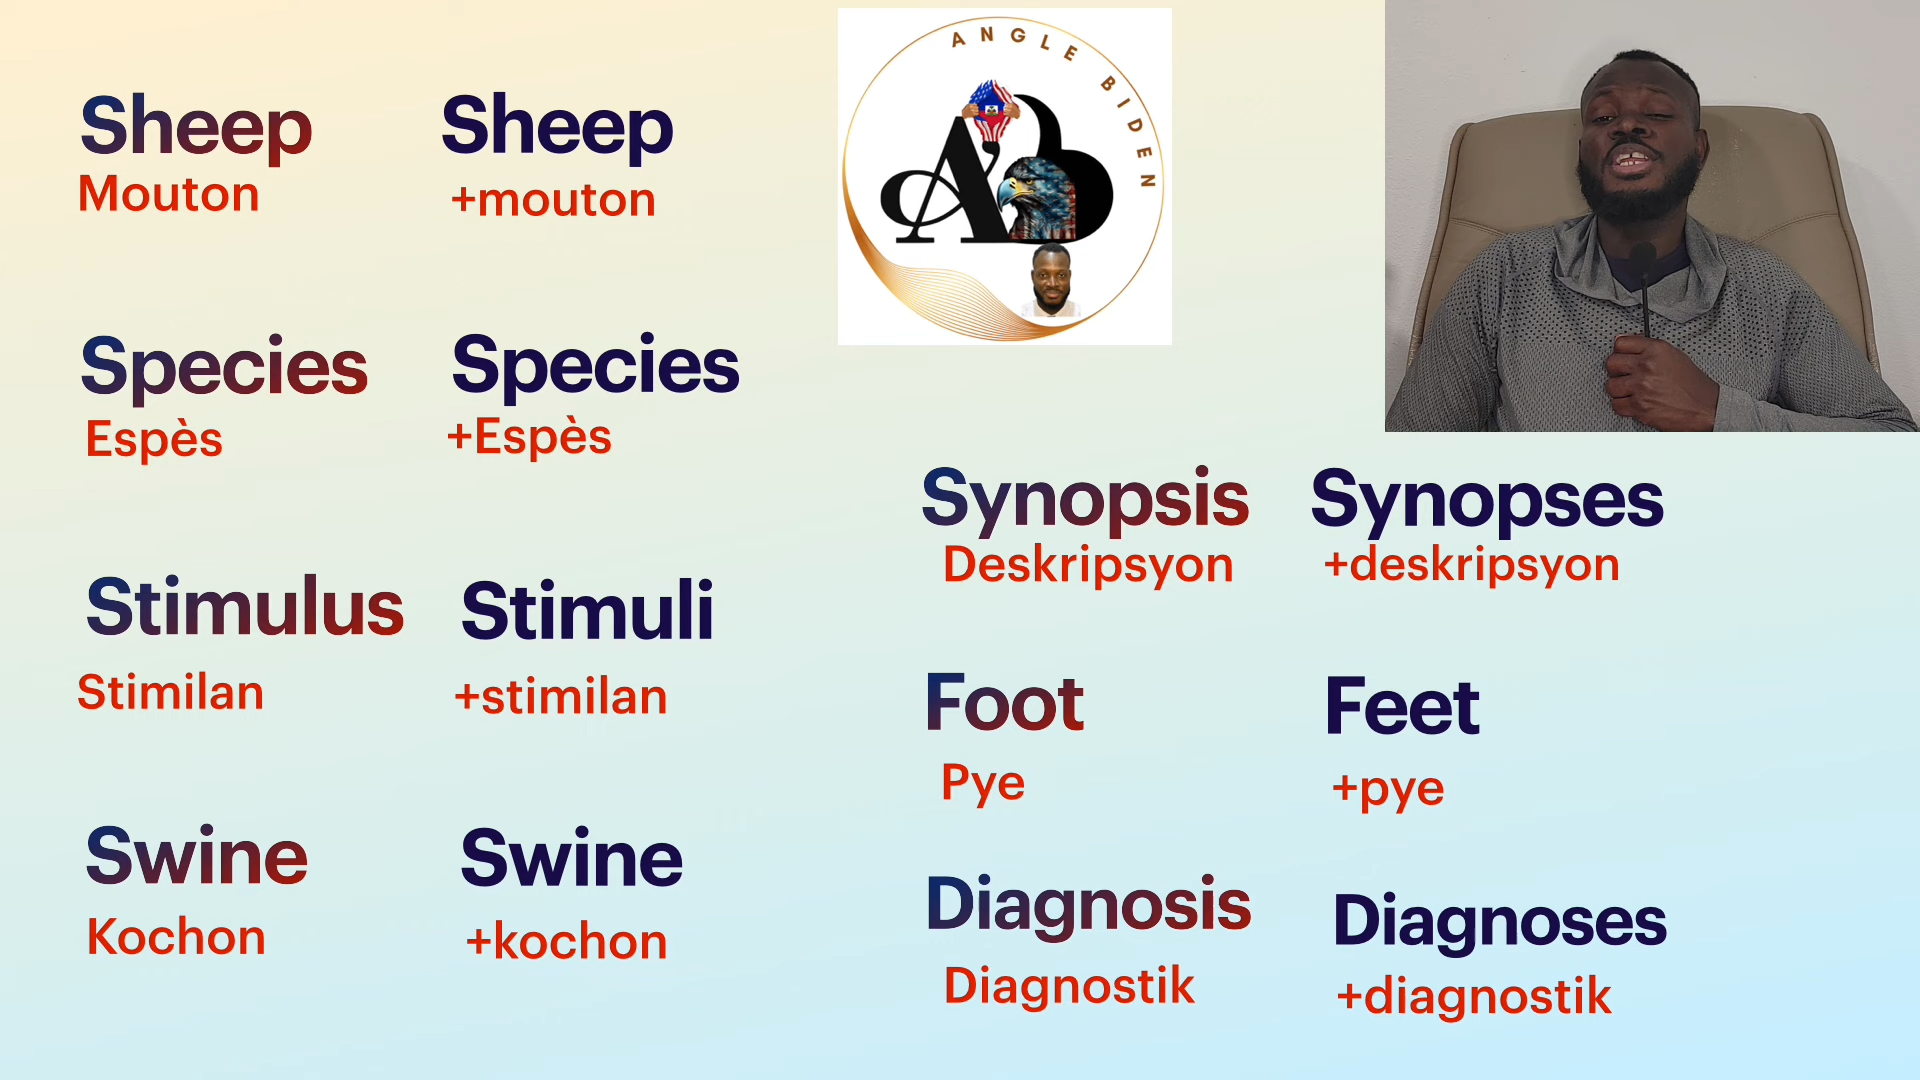 ANGLE BIDEN
AB
Sheep Sheep
Mouton +mouton
Species Species
Espès +Espès
Stimulus Stimuli
Stimilan +stimilan
Swine Swine
Kochon +kochon
Synopsis Synopses
Deskripsyon +deskripsyon
Foot Feet
Pye +pye
Diagnosis Diagnoses
Diagnostik +diagnostik